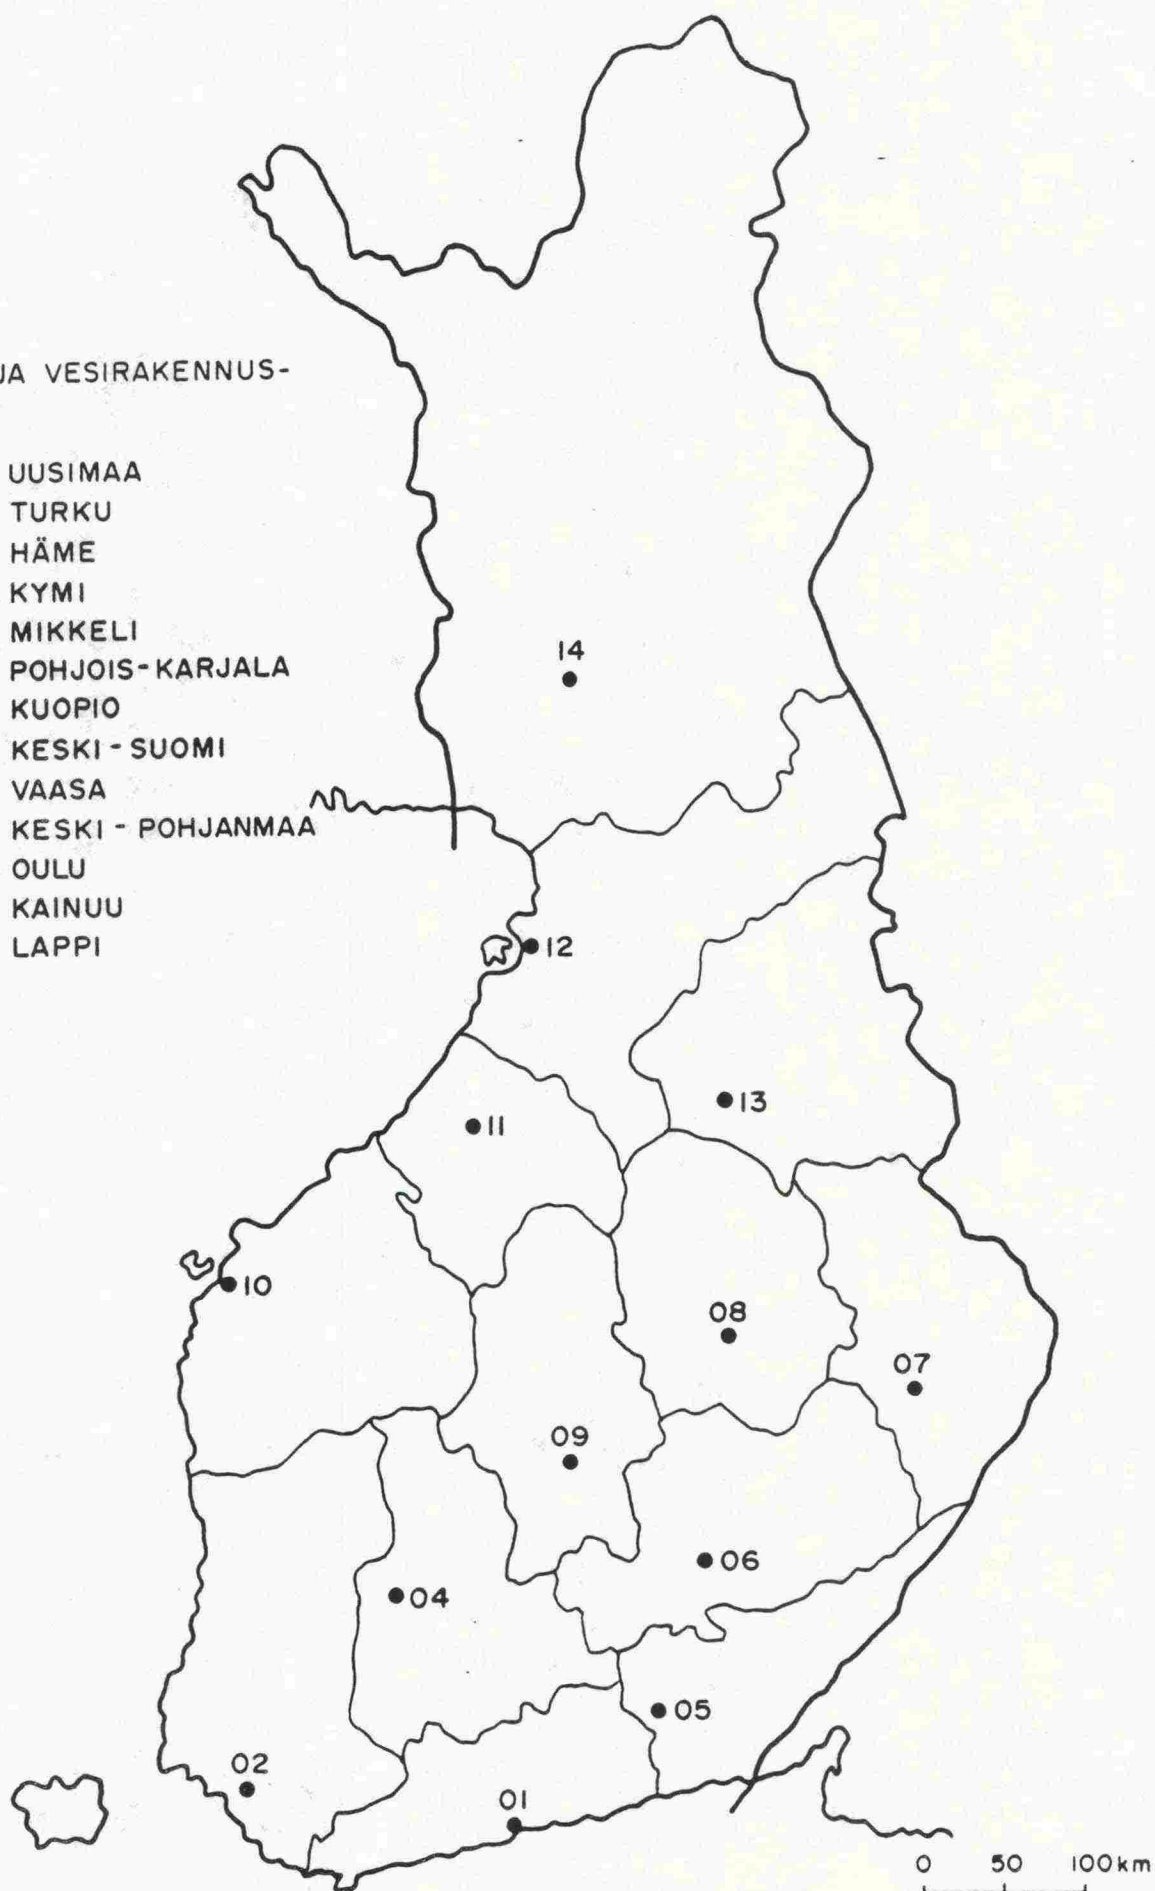 JA VESIRAKENNUS-
UUSIMAA
TURKU
HÄME
KYMI
MIKKELI
POHJOIS-KARJALA
KUOPIO
KESKI-SUOMI
VAASA
KESKI-POHJANMAA
OULU
KAINUU
LAPPI
14
12
13
11
10
08
07
09
06
04
05
02
01
0 50 100km